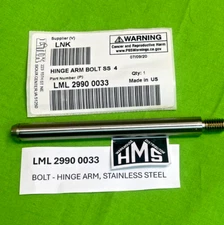 Supplier (V)
LNK
WARNING
Cancer and Reproductive Harm
www.P65Warnings.ca.gov
07/09/20
HINGE ARM BOLT SS 4
Part Number (P)
LML 2990 0033
Made in US
LML 2990 0033
HMS
BOLT - HINGE ARM, STAINLESS STEEL